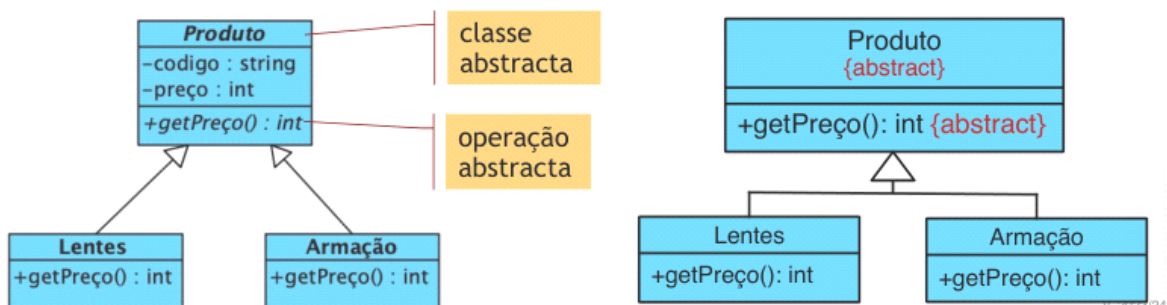 Produto
-codigo : string
-preço : int
+getPreço() : int
classe
abstracta
operação
abstracta
Lentes
+getPreço() : int
Armação
+getPreço() : int
Produto
{abstract}
+getPreço(): int {abstract}
Lentes
+getPreço(): int
Armação
+getPreço(): int